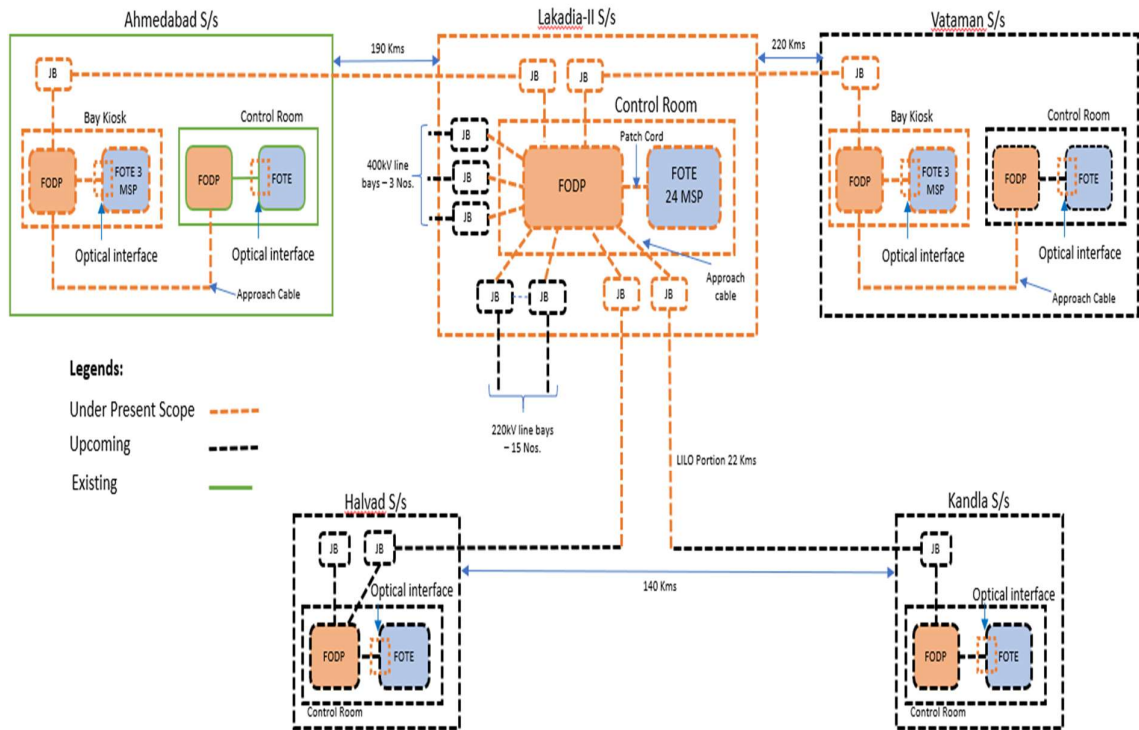 Ahmedabad S/s
Lakadia-II S/s
Vataman S/s
190 Kms
220 Kms
JB
JB
JB
JB
Bay Kiosk
Control Room
FODP
FOTE 3
MSP
FODP
FOTE
Optical interface
Optical interface
Approach Cable
Control Room
Patch Cord
JB
JB
JB
400kV line
bays – 3 Nos.
FODP
FOTE
24 MSP
Approach
cable
JB
JB
JB
JB
220kV line bays
– 15 Nos.
LILO Portion 22 Kms
Bay Kiosk
Control Room
FODP
FOTE 3
MSP
FODP
FOTE
Optical interface
Optical interface
Approach Cable
Legends:
Under Present Scope
Upcoming
Existing
Halvad S/s
JB
JB
Optical interface
FODP
FOTE
Control Room
140 Kms
Kandla S/s
JB
Optical interface
FODP
FOTE
Control Room